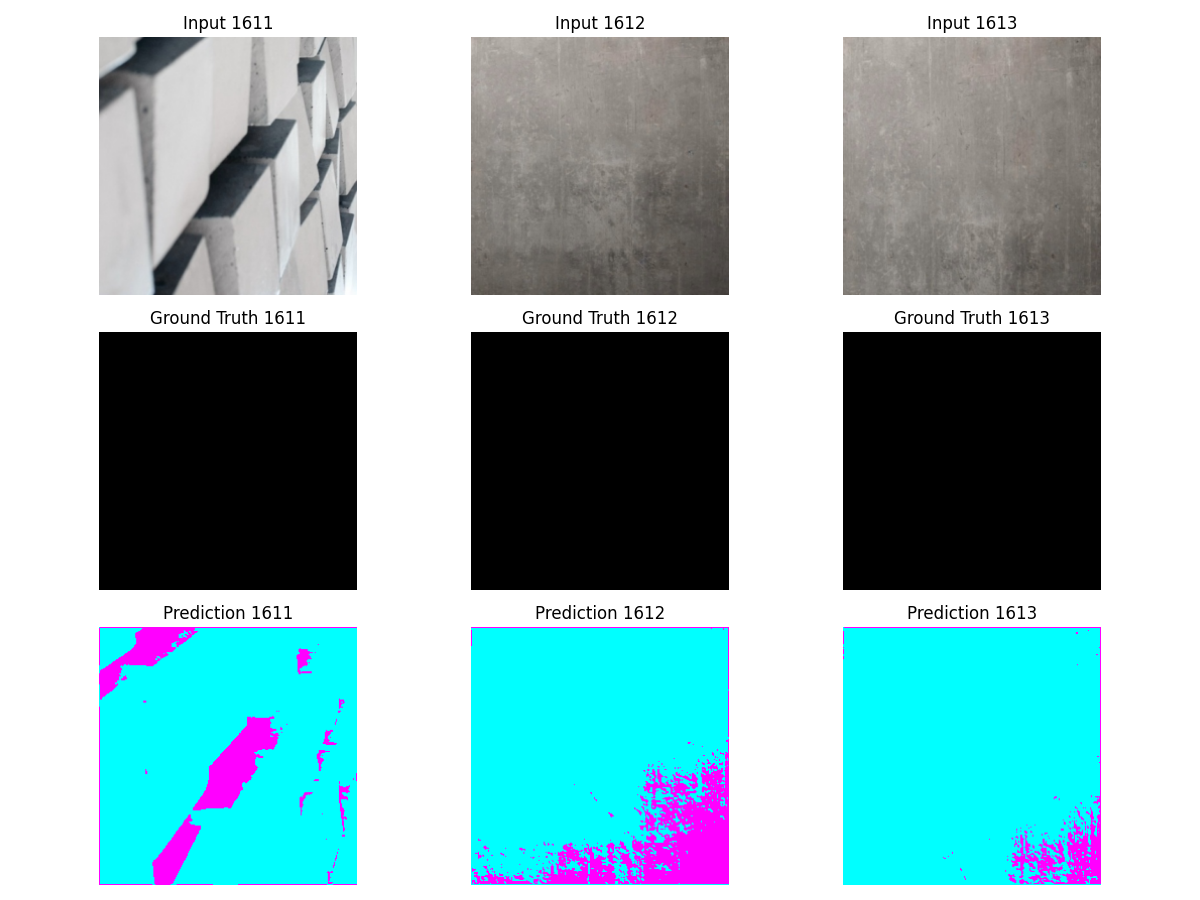 Input 1611
Input 1612
Input 1613
Ground Truth 1611
Ground Truth 1612
Ground Truth 1613
Prediction 1611
Prediction 1612
Prediction 1613